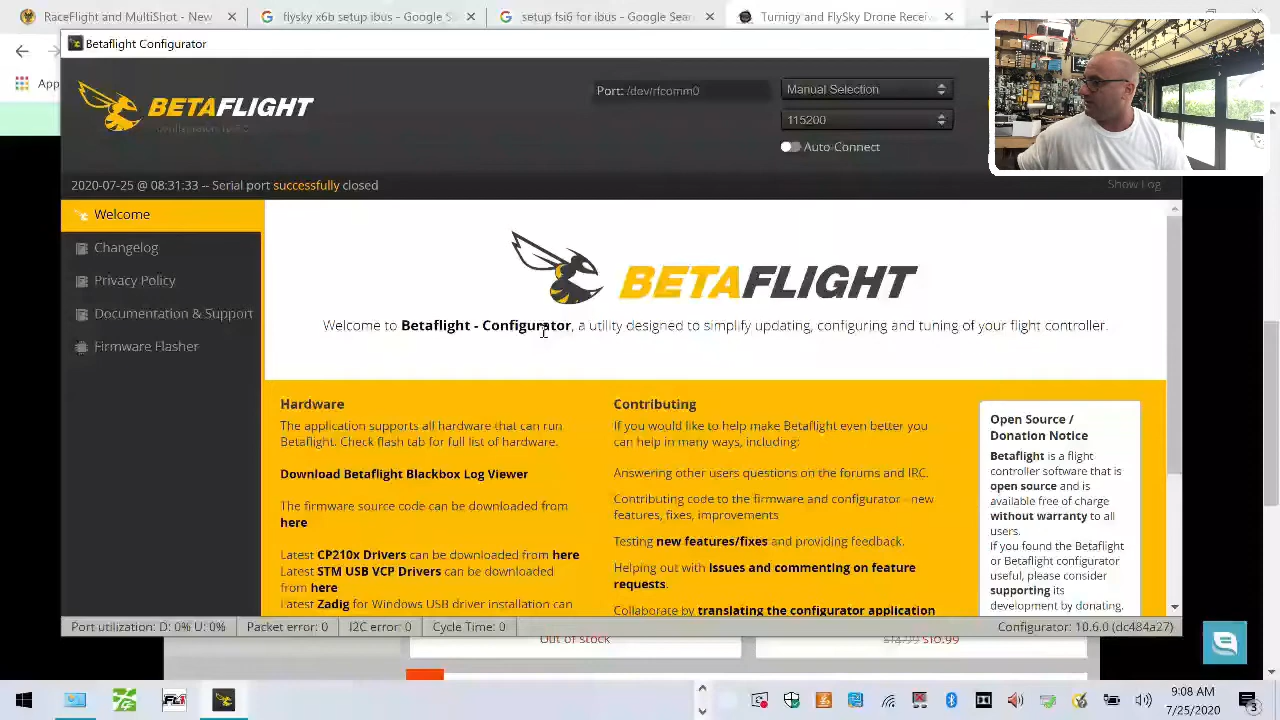 RaceFlight and MultiShot - New
flysky x6b setup ibus - Google S
setup fsi6 for ibus - Google Sear
Turnigy and FlySky Drone Receiv
Betaflight Configurator
App
BETAFLIGHT
Port: /dev/rfcomm0
Manual Selection
115200
Auto-Connect
2020-07-25 @ 08:31:33 -- Serial port successfully closed
Show Log
Welcome
Changelog
Privacy Policy
Documentation & Support
Firmware Flasher
BETAFLIGHT
Welcome to Betaflight - Configurator, a utility designed to simplify updating, configuring and tuning of your flight controller.
Hardware
The application supports all hardware that can run
Betaflight. Check flash tab for full list of hardware.
Download Betaflight Blackbox Log Viewer
The firmware source code can be downloaded from
here
Latest CP210x Drivers can be downloaded from here
Latest STM USB VCP Drivers can be downloaded
from here
Latest Zadig for Windows USB driver installation can
Contributing
If you would like to help make Betaflight even better you
can help in many ways, including:
Answering other users questions on the forums and IRC.
Contributing code to the firmware and configurator - new
features, fixes, improvements
Testing new features/fixes and providing feedback.
Helping out with issues and commenting on feature
requests.
Collaborate by translating the configurator application
Open Source /
Donation Notice
Betaflight is a flight
controller software that is
open source and is
available free of charge
without warranty to all
users.
If you found the Betaflight
or Betaflight configurator
useful, please consider
supporting its
development by donating.
Port utilization: D: 0% U: 0%
Packet error: 0
I2C error: 0
Cycle Time: 0
Configurator: 10.6.0 (dc484a27)
Out of stock
$10.99
9:08 AM
7/25/2020
3